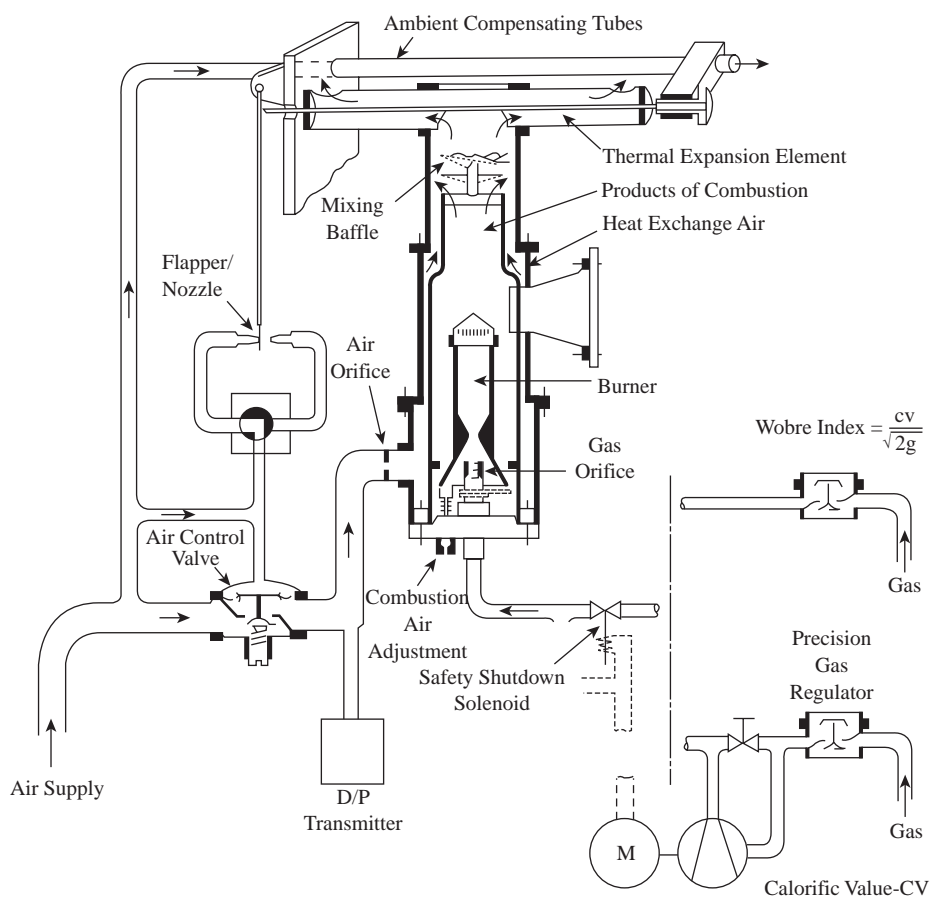 Ambient Compensating Tubes
Thermal Expansion Element
Products of Combustion
Mixing
Baffle
Heat Exchange Air
Flapper/
Nozzle
Air
Orifice
Burner
Wobre Index = cv
√2g
Gas
Orifice
Air Control
Valve
Gas
Combustion
Air
Adjustment
Safety Shutdown
Solenoid
Precision
Gas
Regulator
Air Supply
D/P
Transmitter
M
Gas
Calorific Value-CV